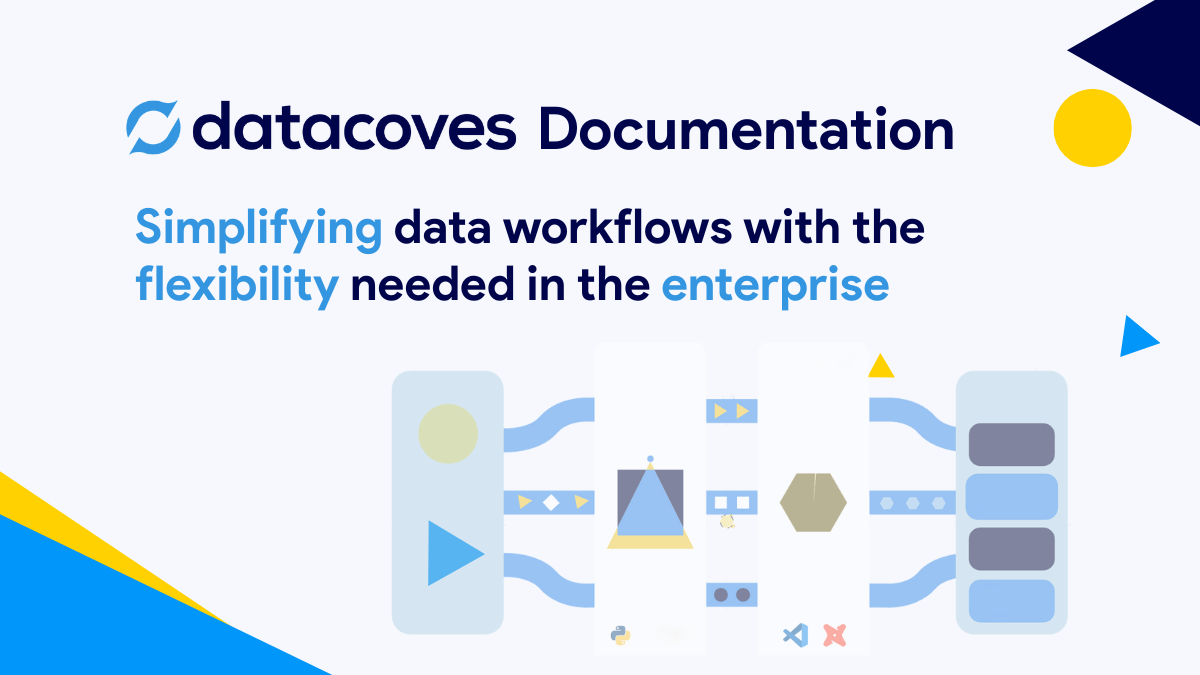 datacoves Documentation
Simplifying data workflows with the
flexibility needed in the enterprise